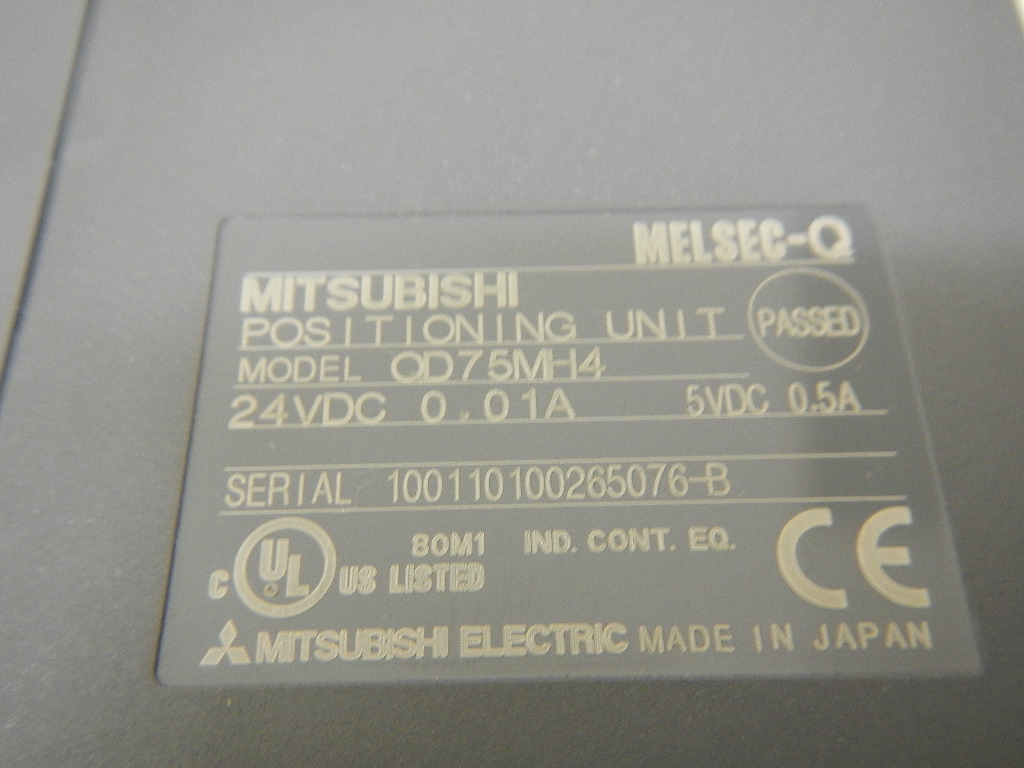 MELSEC-Q
MITSUBISHI
POSITIONING UNIT PASSED
MODEL QD75MH4
24VDC 0.01A 5VDC 0.5A
SERIAL 100110100265076-B
80M1 IND. CONT. EQ.
C UL US LISTED CE
MITSUBISHI ELECTRIC MADE IN JAPAN